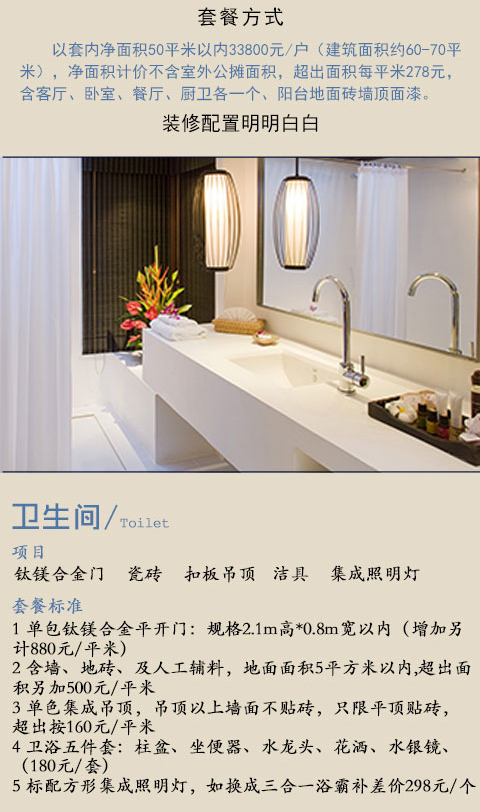 套餐方式
以套内净面积50平米以内33800元/户（建筑面积约60-70平
米），净面积计价不含室外公摊面积，超出面积每平米278元，
含客厅、卧室、餐厅、厨卫各一个、阳台地面砖墙顶面漆。
装修配置明明白白
卫生间/Toilet
项目
钛镁合金门 瓷砖 扣板吊顶 洁具 集成照明灯
套餐标准
1 单包钛镁合金平开门：规格2.1m高*0.8m宽以内（增加另
计880元/平米）
2 含墙、地砖、及人工辅料，地面面积5平方米以内,超出面
积另加500元/平米
3 单色集成吊顶，吊顶以上墙面不贴砖，只限平顶贴砖，
超出按160元/平米
4 卫浴五件套：柱盆、坐便器、水龙头、花洒、水银镜、
（180元/套）
5 标配方形集成照明灯，如换成三合一浴霸补差价298元/个